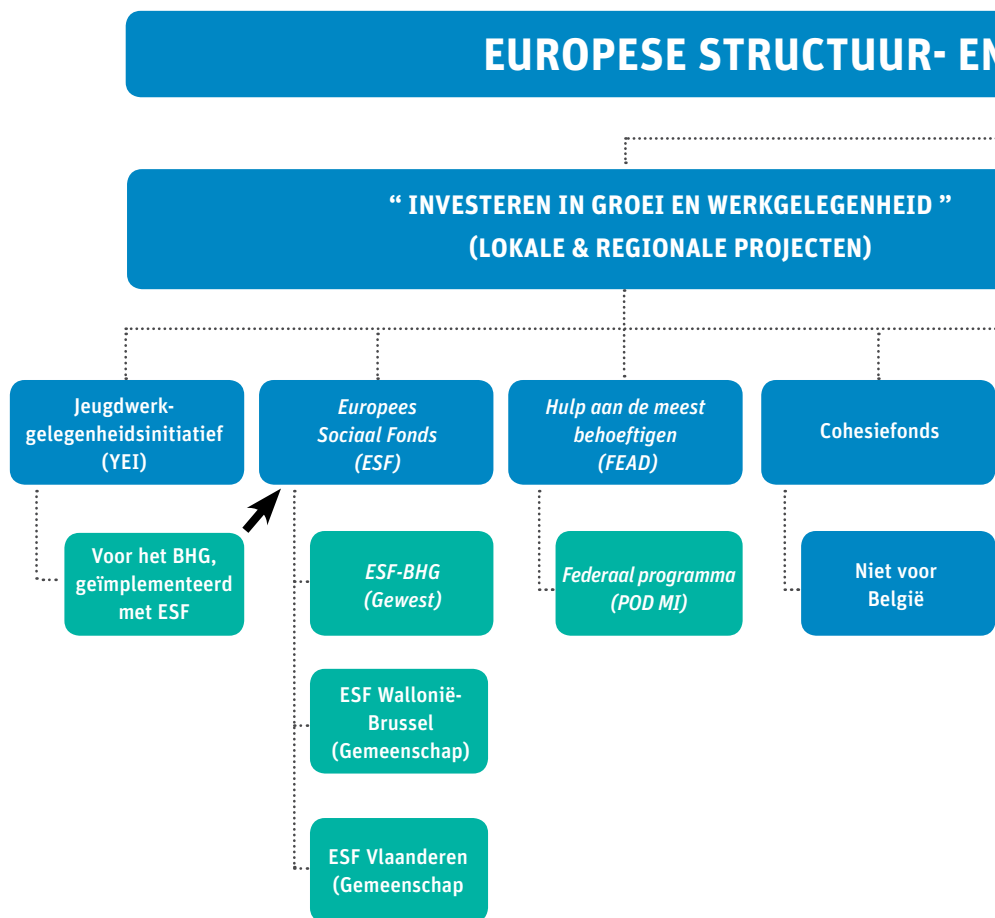 EUROPESE STRUCTUUR- EN
“ INVESTEREN IN GROEI EN WERKGELEGENHEID ”
(LOKALE & REGIONALE PROJECTEN)
Jeugdwerk-
gelegenheidsinitiatief
(YEI)
Europees
Sociaal Fonds
(ESF)
Hulp aan de meest
behoeftigen
(FEAD)
Cohesiefonds
Voor het BHG,
geïmplementeerd
met ESF
ESF-BHG
(Gewest)
Federaal programma
(POD MI)
Niet voor
België
ESF Wallonië-
Brussel
(Gemeenschap)
ESF Vlaanderen
(Gemeenschap